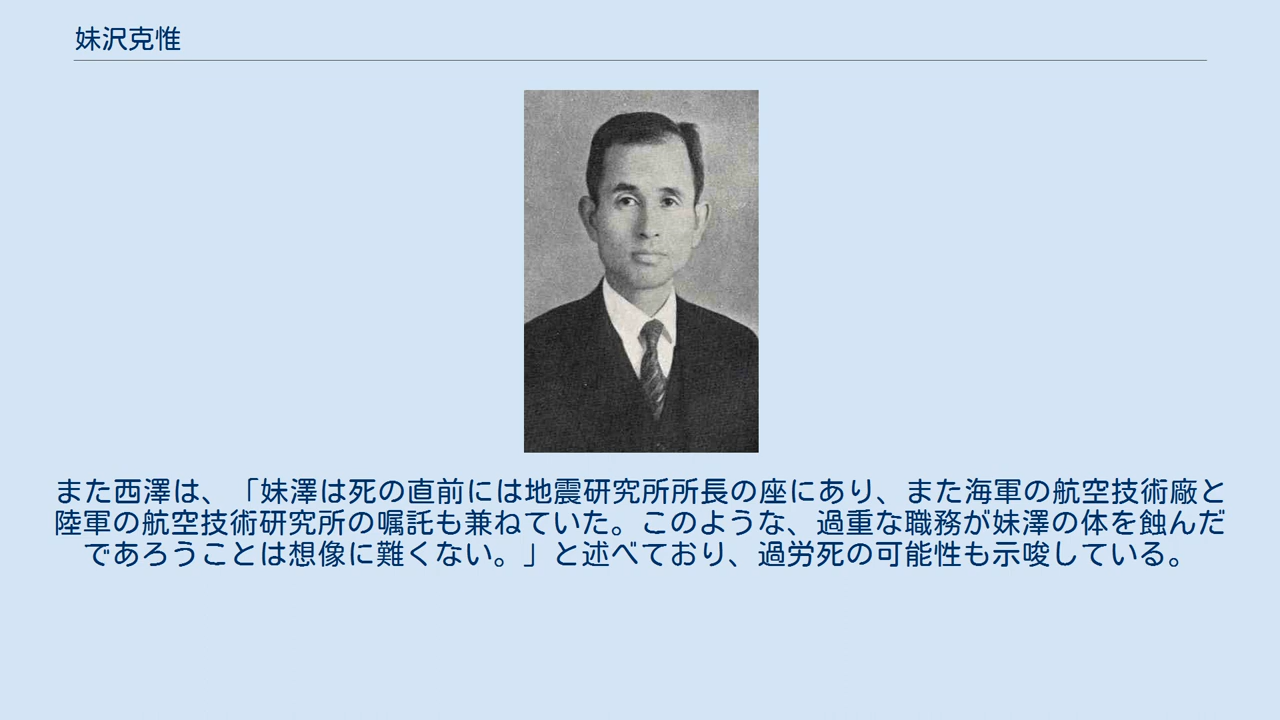 妹沢克惟
また西澤は、「妹澤は死の直前には地震研究所所長の座にあり、また海軍の航空技術廠と
陸軍の航空技術研究所の嘱託も兼ねていた。このような、過重な職務が妹澤の体を蝕んだ
であろうことは想像に難くない。」と述べており、過労死の可能性も示唆している。